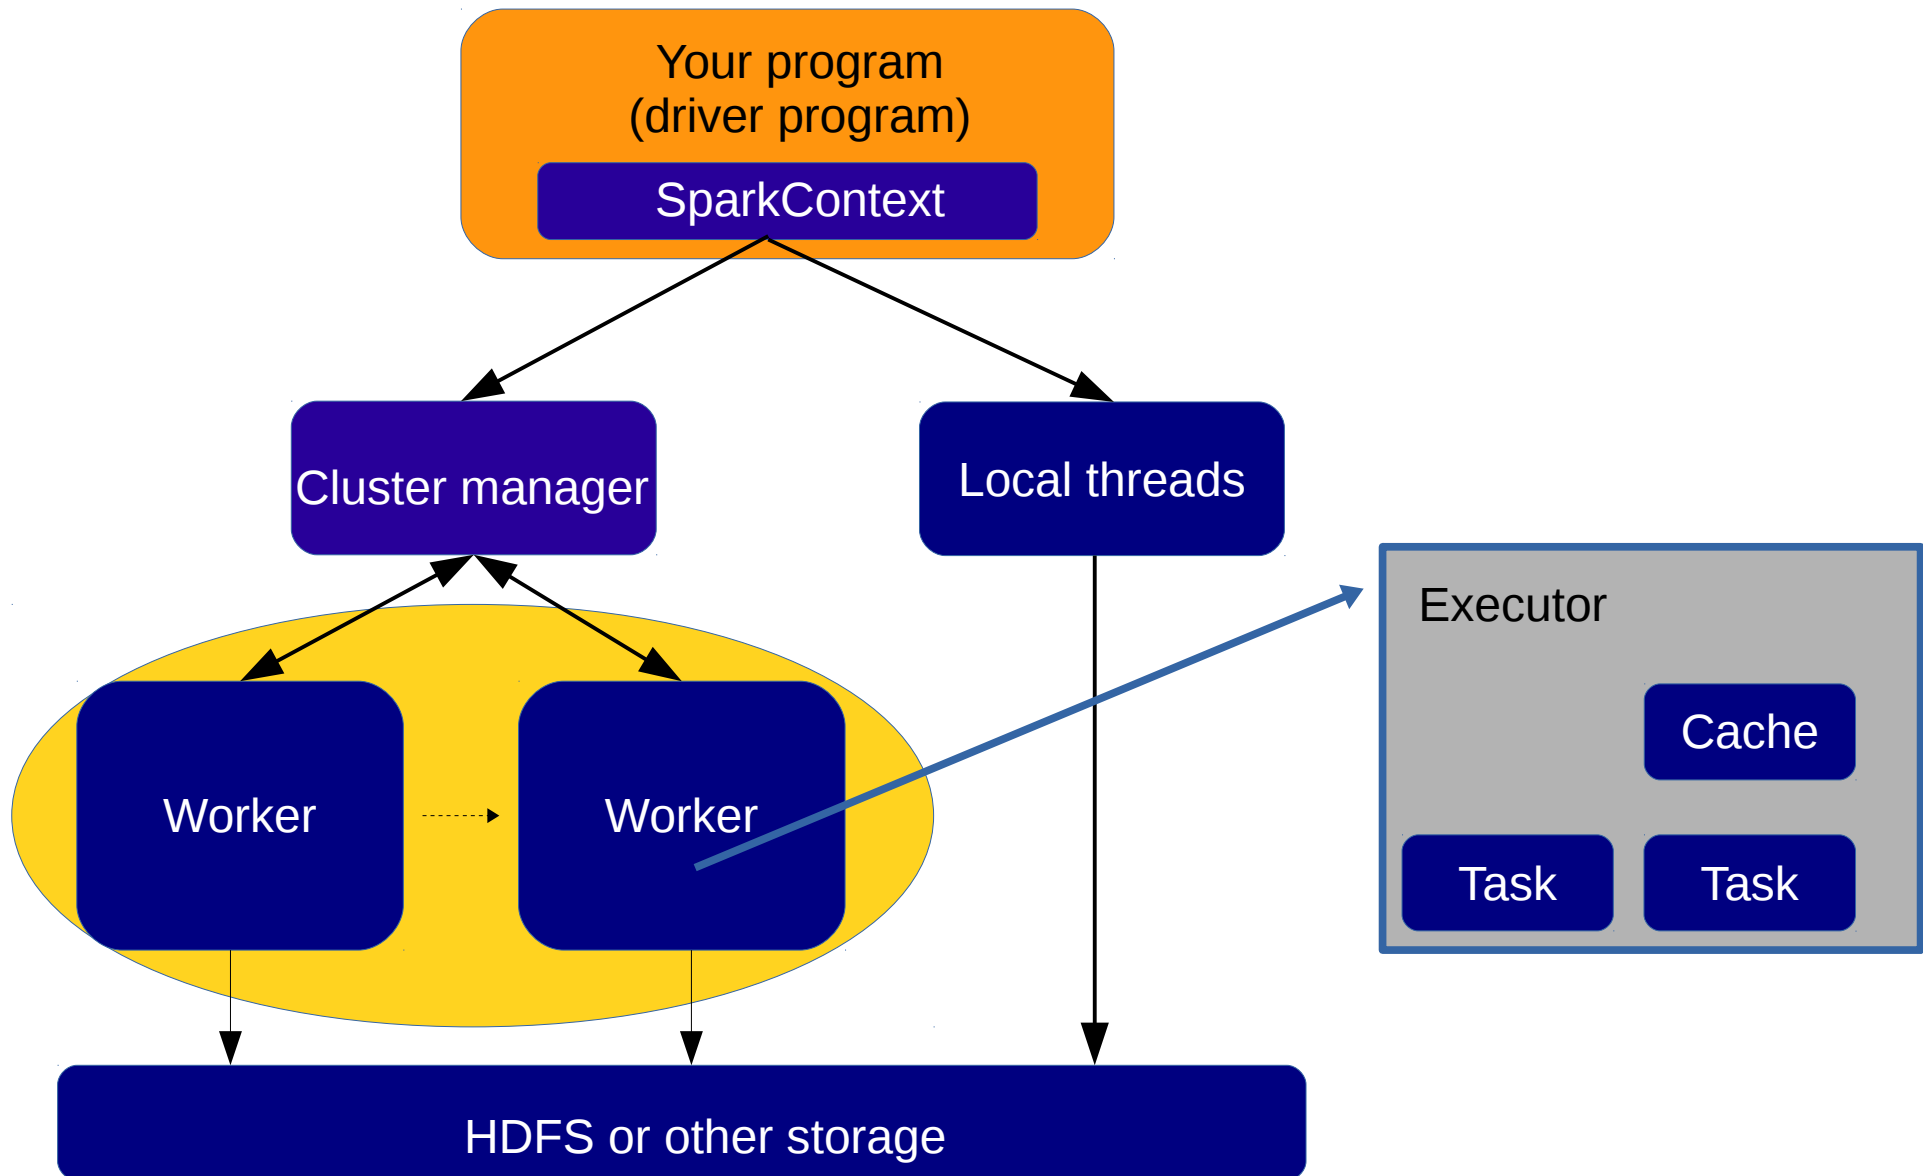 Your program
(driver program)
SparkContext
Cluster manager
Local threads
Executor
Cache
Worker
Worker
Task
Task
HDFS or other storage